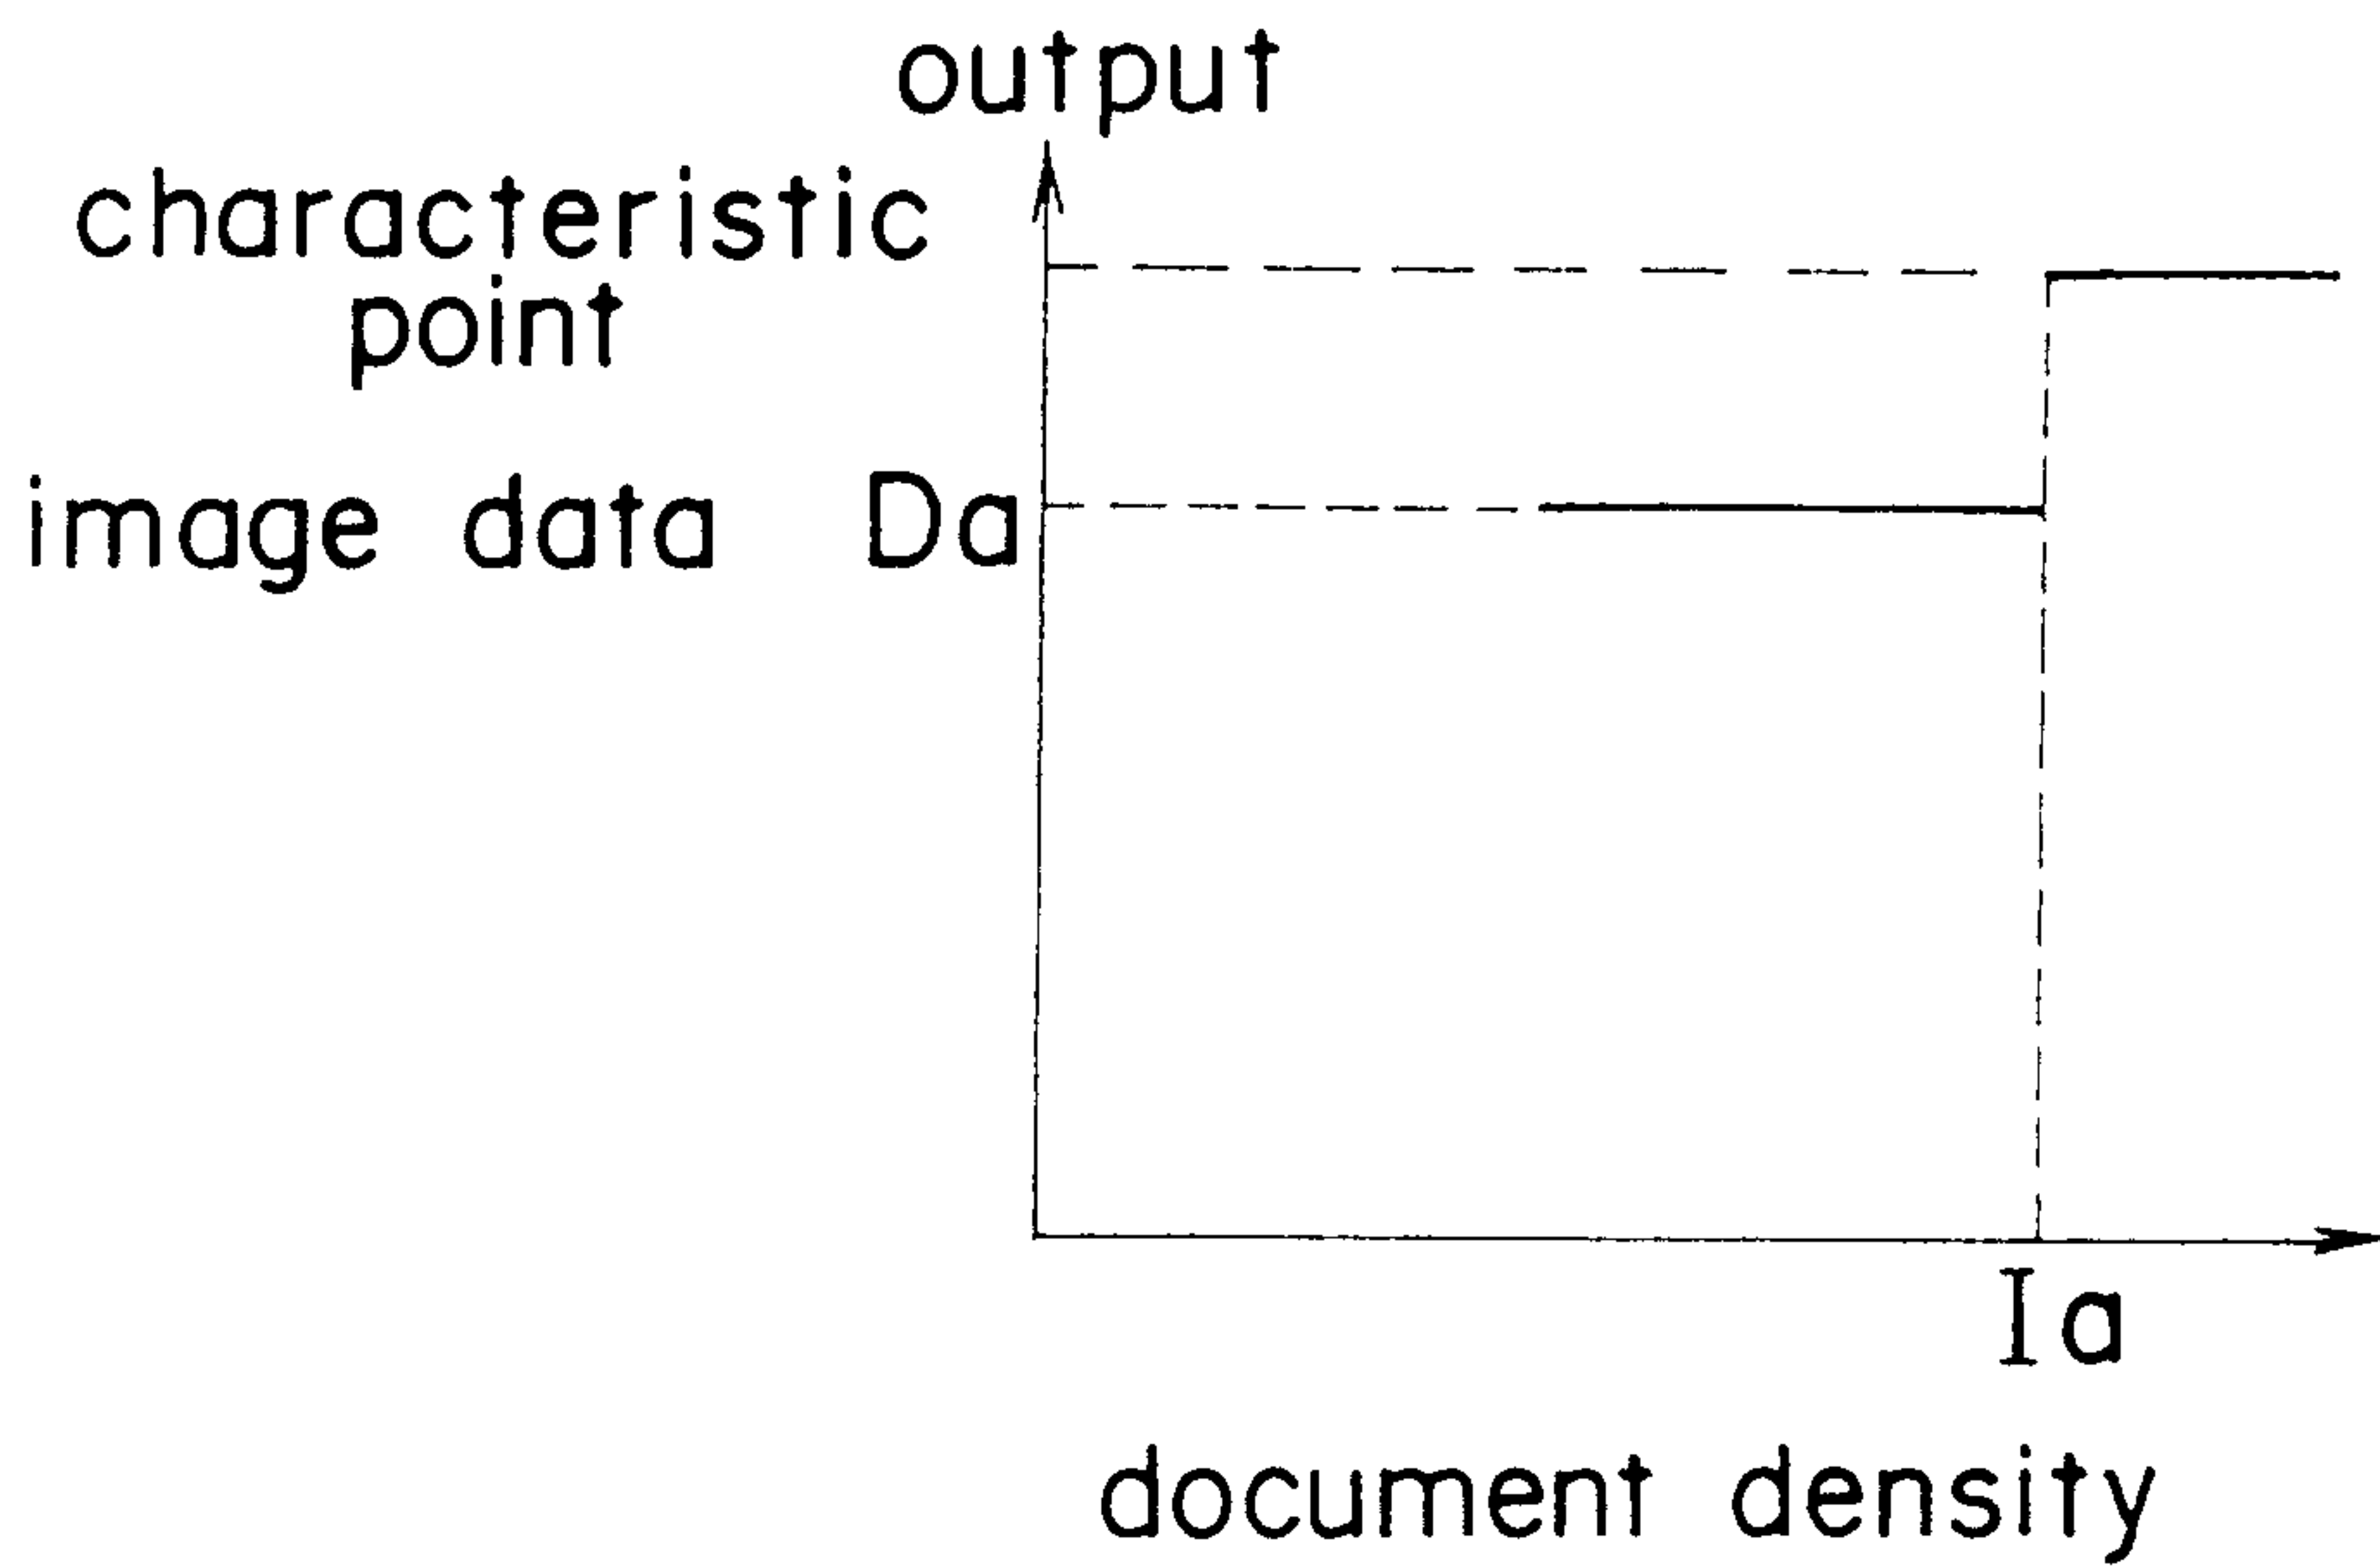 output
characteristic
point
image data Da
Ia
document density